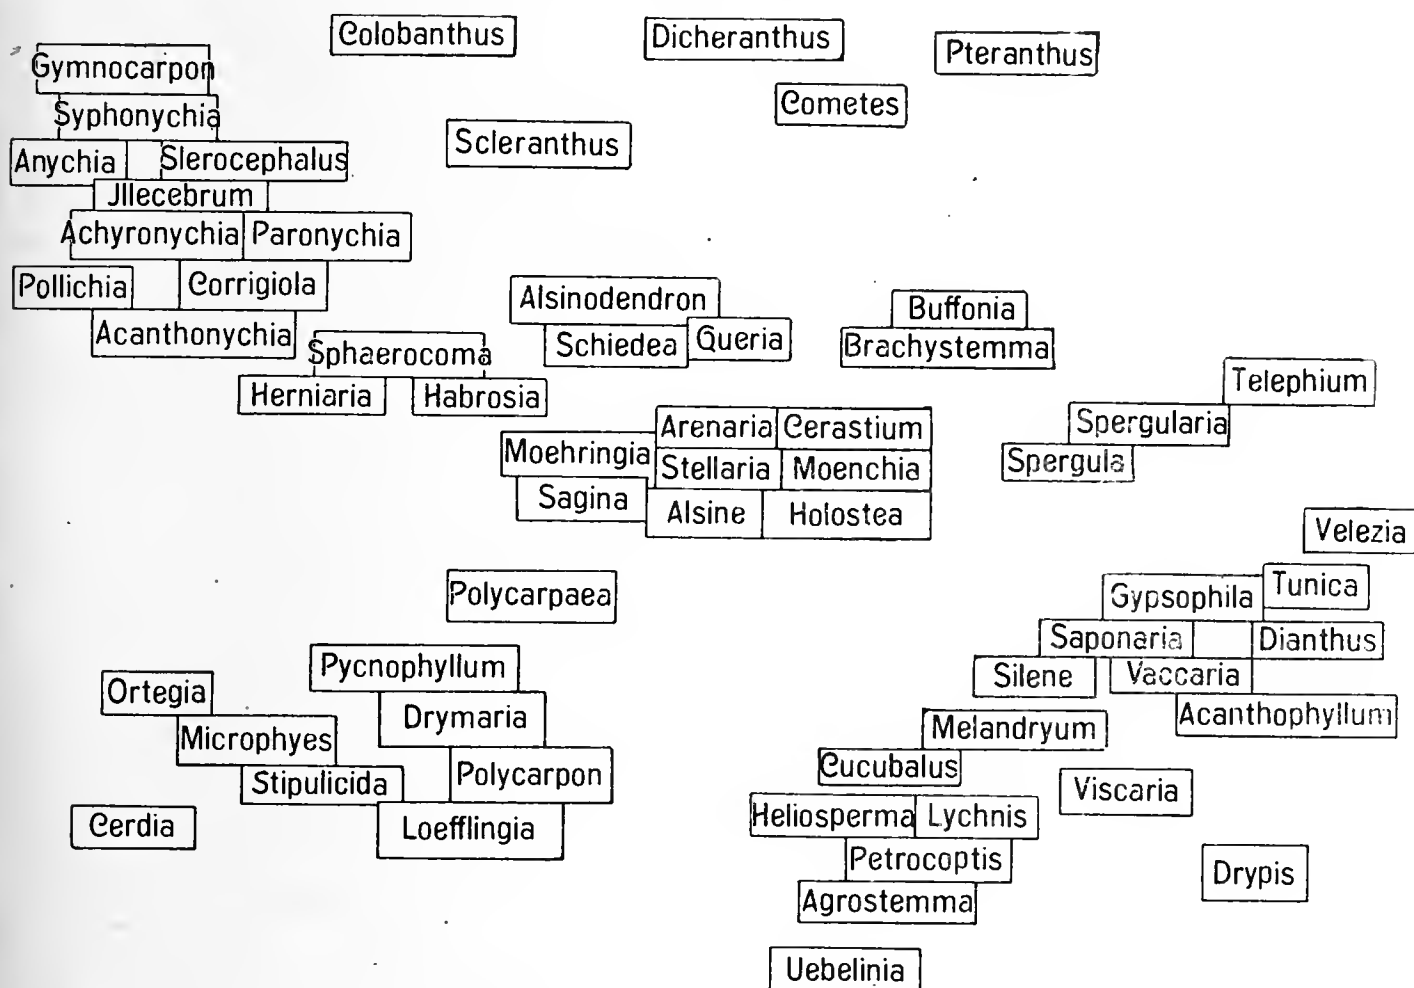 Colobanthus
Dicheranthus
Pteranthus
Gymnocarpon
Cometes
Syphonychia
Scleranthus
Anychia
Slerocephalus
Jllecebrum
Achyronychia
Paronychia
Pollichia
Corrigiola
Alsinodendron
Buffonia
Acanthonychia
Sphaerocoma
Schiedea
Queria
Brachystemma
Telephium
Herniaria
Habrosia
Arenaria
Cerastium
Spergularia
Moehringia
Stellaria
Moenchia
Spergula
Sagina
Alsine
Holostea
Velezia
Polycarpaea
Gypsophila
Tunica
Saponaria
Dianthus
Pycnophyllum
Silene
Vaccaria
Ortegia
Drymaria
Acanthophyllum
Microphyes
Melandryum
Stipulicida
Polycarpon
Cucubalus
Viscaria
Cerdia
Loefflingia
Heliosperma
Lychnis
Petrocoptis
Drypis
Agrostemma
Uebelinia